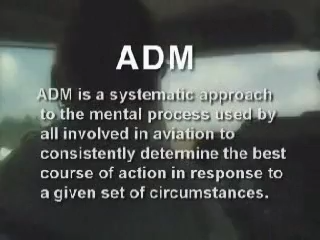 ADM
ADM is a systematic approach
to the mental process used by
all involved in aviation to
consistently determine the best
course of action in response to
a given set of circumstances.